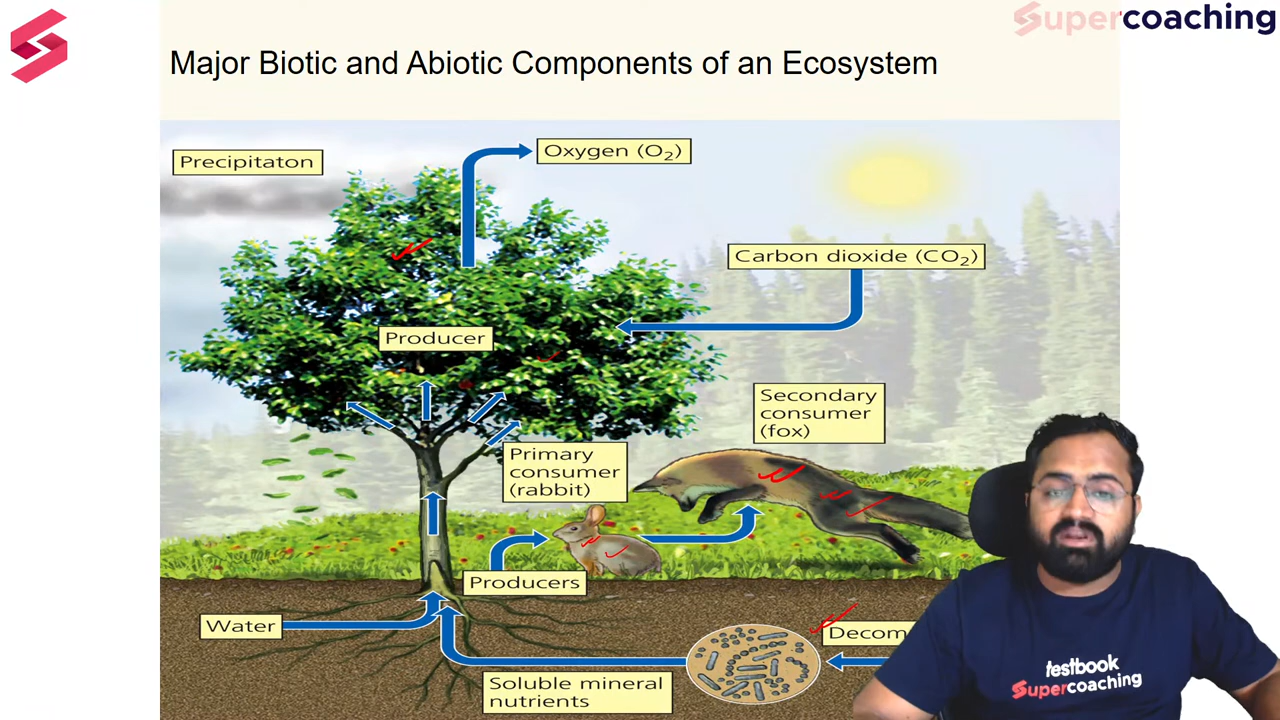 Supercoaching
Major Biotic and Abiotic Components of an Ecosystem
Precipitaton
Oxygen (O₂)
Carbon dioxide (CO₂)
Producer
Secondary
consumer
(fox)
Primary
consumer
(rabbit)
Producers
Water
Decom
Soluble mineral
nutrients
testbook
Supercoaching